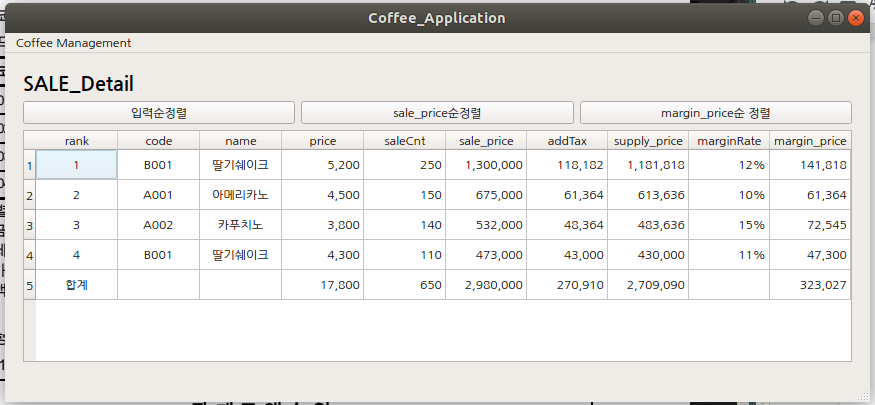 Coffee_Application
Coffee Management
SALE_Detail
입력순정렬 sale_price순정렬 margin_price순 정렬
rank code name price saleCnt sale_price addTax supply_price marginRate margin_price
1 1 B001 딸기쉐이크 5,200 250 1,300,000 118,182 1,181,818 12% 141,818
2 2 A001 아메리카노 4,500 150 675,000 61,364 613,636 10% 61,364
3 3 A002 카푸치노 3,800 140 532,000 48,364 483,636 15% 72,545
4 4 B001 딸기쉐이크 4,300 110 473,000 43,000 430,000 11% 47,300
5 합계 17,800 650 2,980,000 270,910 2,709,090 323,027